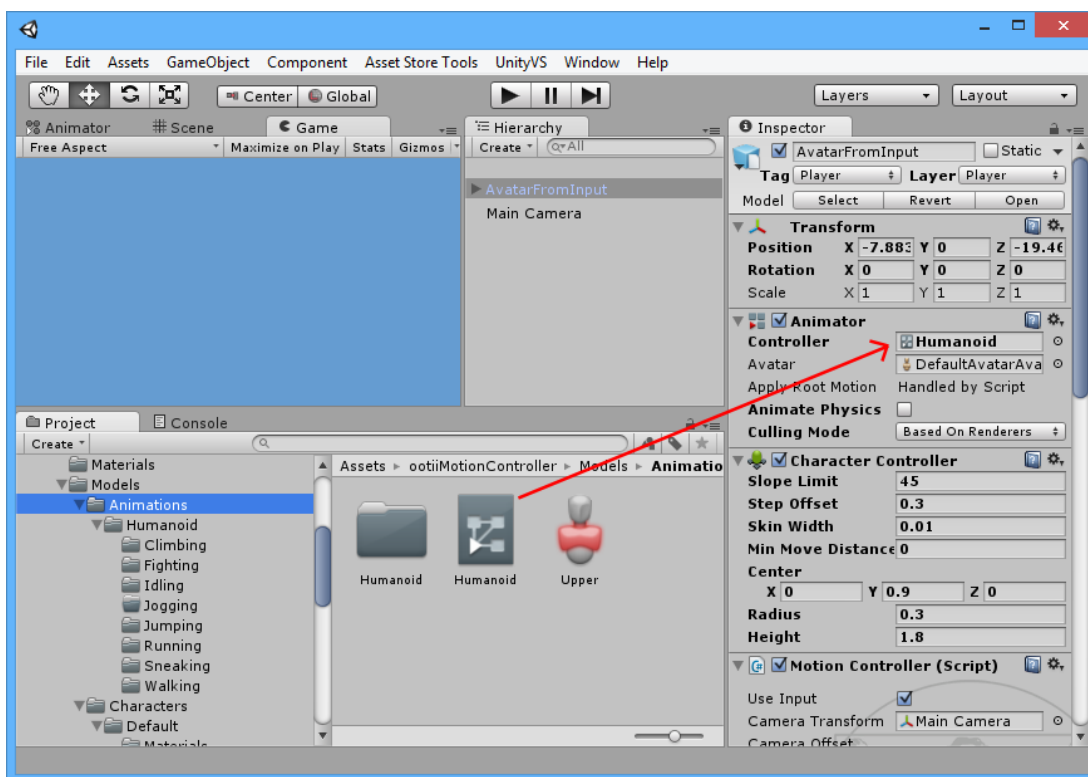 File Edit Assets GameObject Component Asset Store Tools UnityVS Window Help
Center Global Layers Layout
Animator Scene Game
Free Aspect Maximize on Play Stats Gizmos
Hierarchy
Create All
AvatarFromInput
Main Camera
Inspector
AvatarFromInput Static
Tag Player Layer Player
Model Select Revert Open
Transform
Position X -7.883 Y 0 Z -19.46
Rotation X 0 Y 0 Z 0
Scale X 1 Y 1 Z 1
Animator
Controller Humanoid
Avatar DefaultAvatarAva
Apply Root Motion Handled by Script
Animate Physics
Culling Mode Based On Renderers
Character Controller
Slope Limit 45
Step Offset 0.3
Skin Width 0.01
Min Move Distance 0
Center
X 0 Y 0.9 Z 0
Radius 0.3
Height 1.8
Motion Controller (Script)
Use Input
Camera Transform Main Camera
Camera Offset
Project Console
Create
Materials
Models
Animations
Humanoid
Climbing
Fighting
Idling
Jogging
Jumping
Running
Sneaking
Walking
Characters
Default
Materials
Assets ootiiMotionController Models Animatio
Humanoid Humanoid Upper